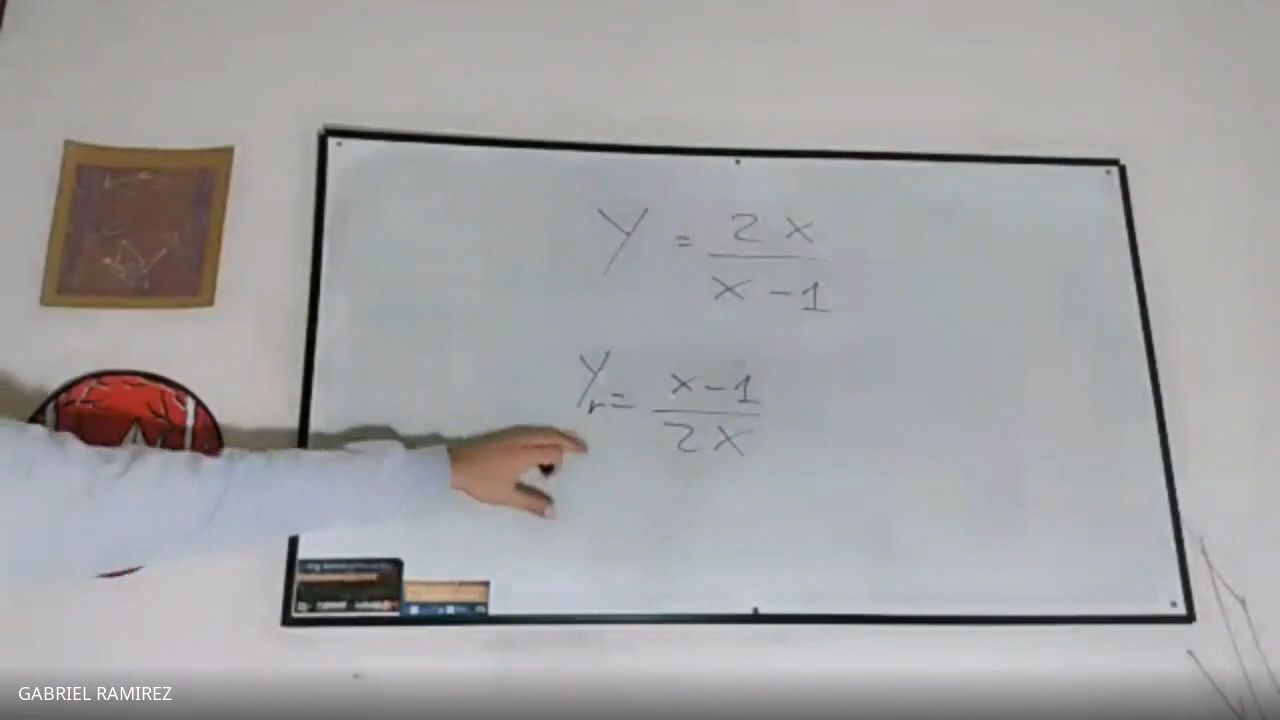 y = 2x / x - 1
yr = x - 1 / 2x
GABRIEL RAMIREZ